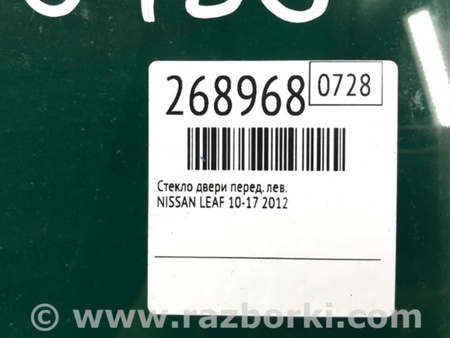 268968
0728
Стекло двери перед. лев.
NISSAN LEAF 10-17 2012
© www.razborki.com